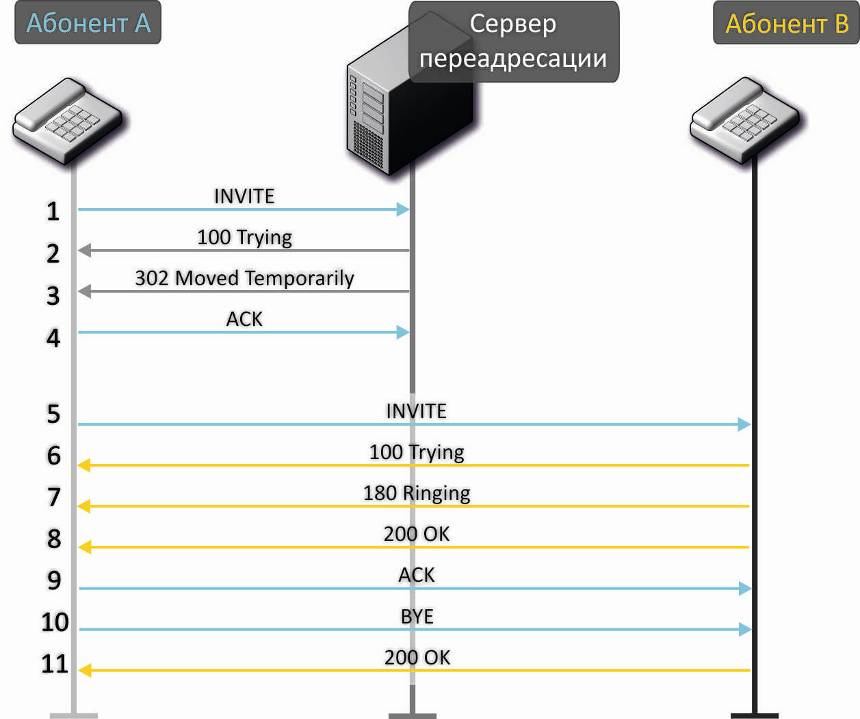 Абонент А
Сервер
переадресации
Абонент В
1
INVITE
2
100 Trying
3
302 Moved Temporarily
4
ACK
5
INVITE
6
100 Trying
7
180 Ringing
8
200 OK
9
ACK
10
BYE
11
200 OK